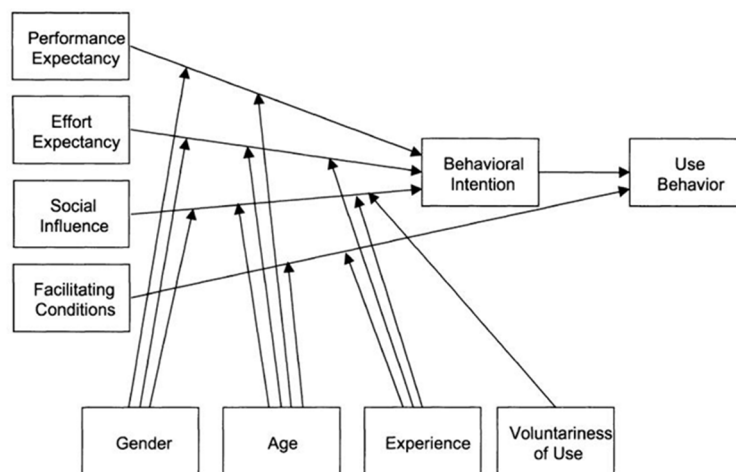 Performance
Expectancy
Effort
Expectancy
Social
Influence
Facilitating
Conditions
Behavioral
Intention
Use
Behavior
Gender
Age
Experience
Voluntariness
of Use